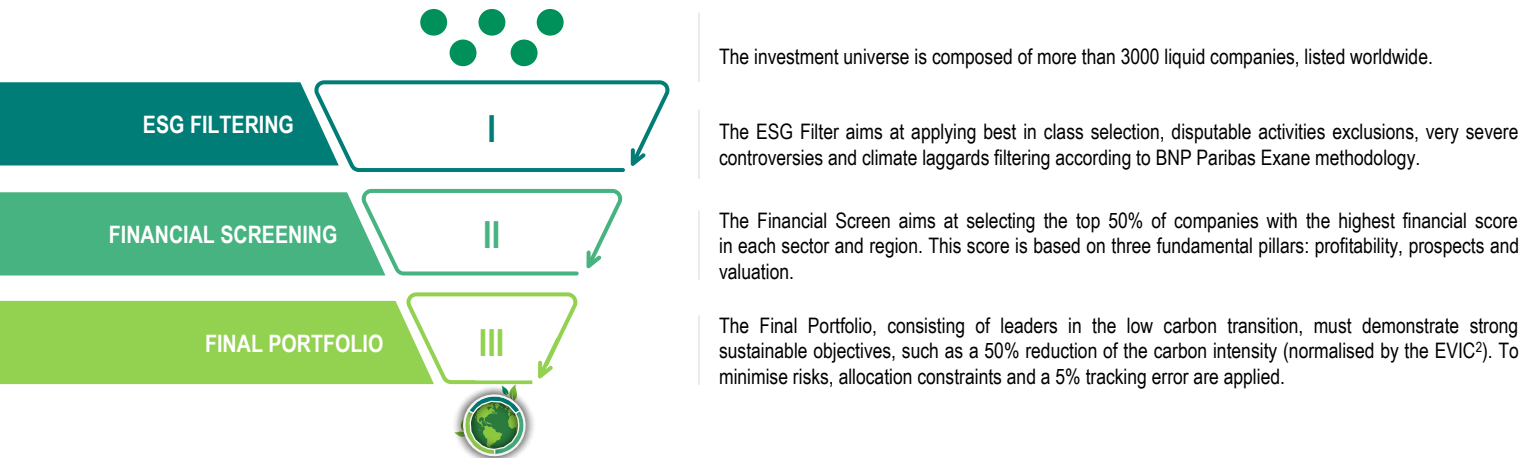 The investment universe is composed of more than 3000 liquid companies, listed worldwide.
ESG FILTERING
I
The ESG Filter aims at applying best in class selection, disputable activities exclusions, very severe
controversies and climate laggards filtering according to BNP Paribas Exane methodology.
FINANCIAL SCREENING
II
The Financial Screen aims at selecting the top 50% of companies with the highest financial score
in each sector and region. This score is based on three fundamental pillars: profitability, prospects and
valuation.
FINAL PORTFOLIO
III
The Final Portfolio, consisting of leaders in the low carbon transition, must demonstrate strong
sustainable objectives, such as a 50% reduction of the carbon intensity (normalised by the EVIC²). To
minimise risks, allocation constraints and a 5% tracking error are applied.